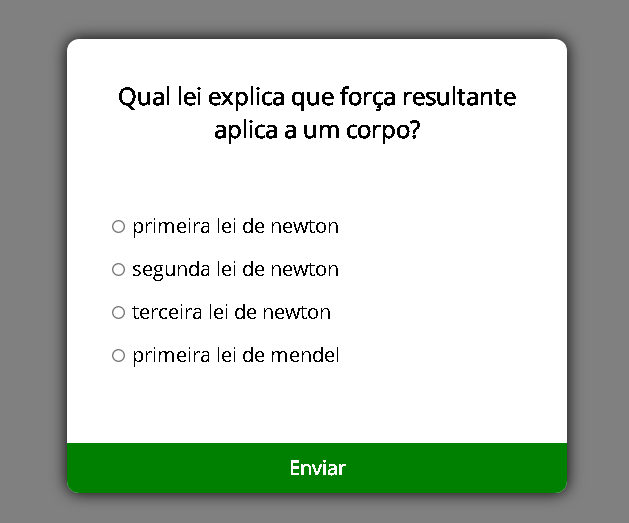 Qual lei explica que força resultante
aplica a um corpo?
primeira lei de newton
segunda lei de newton
terceira lei de newton
primeira lei de mendel
Enviar